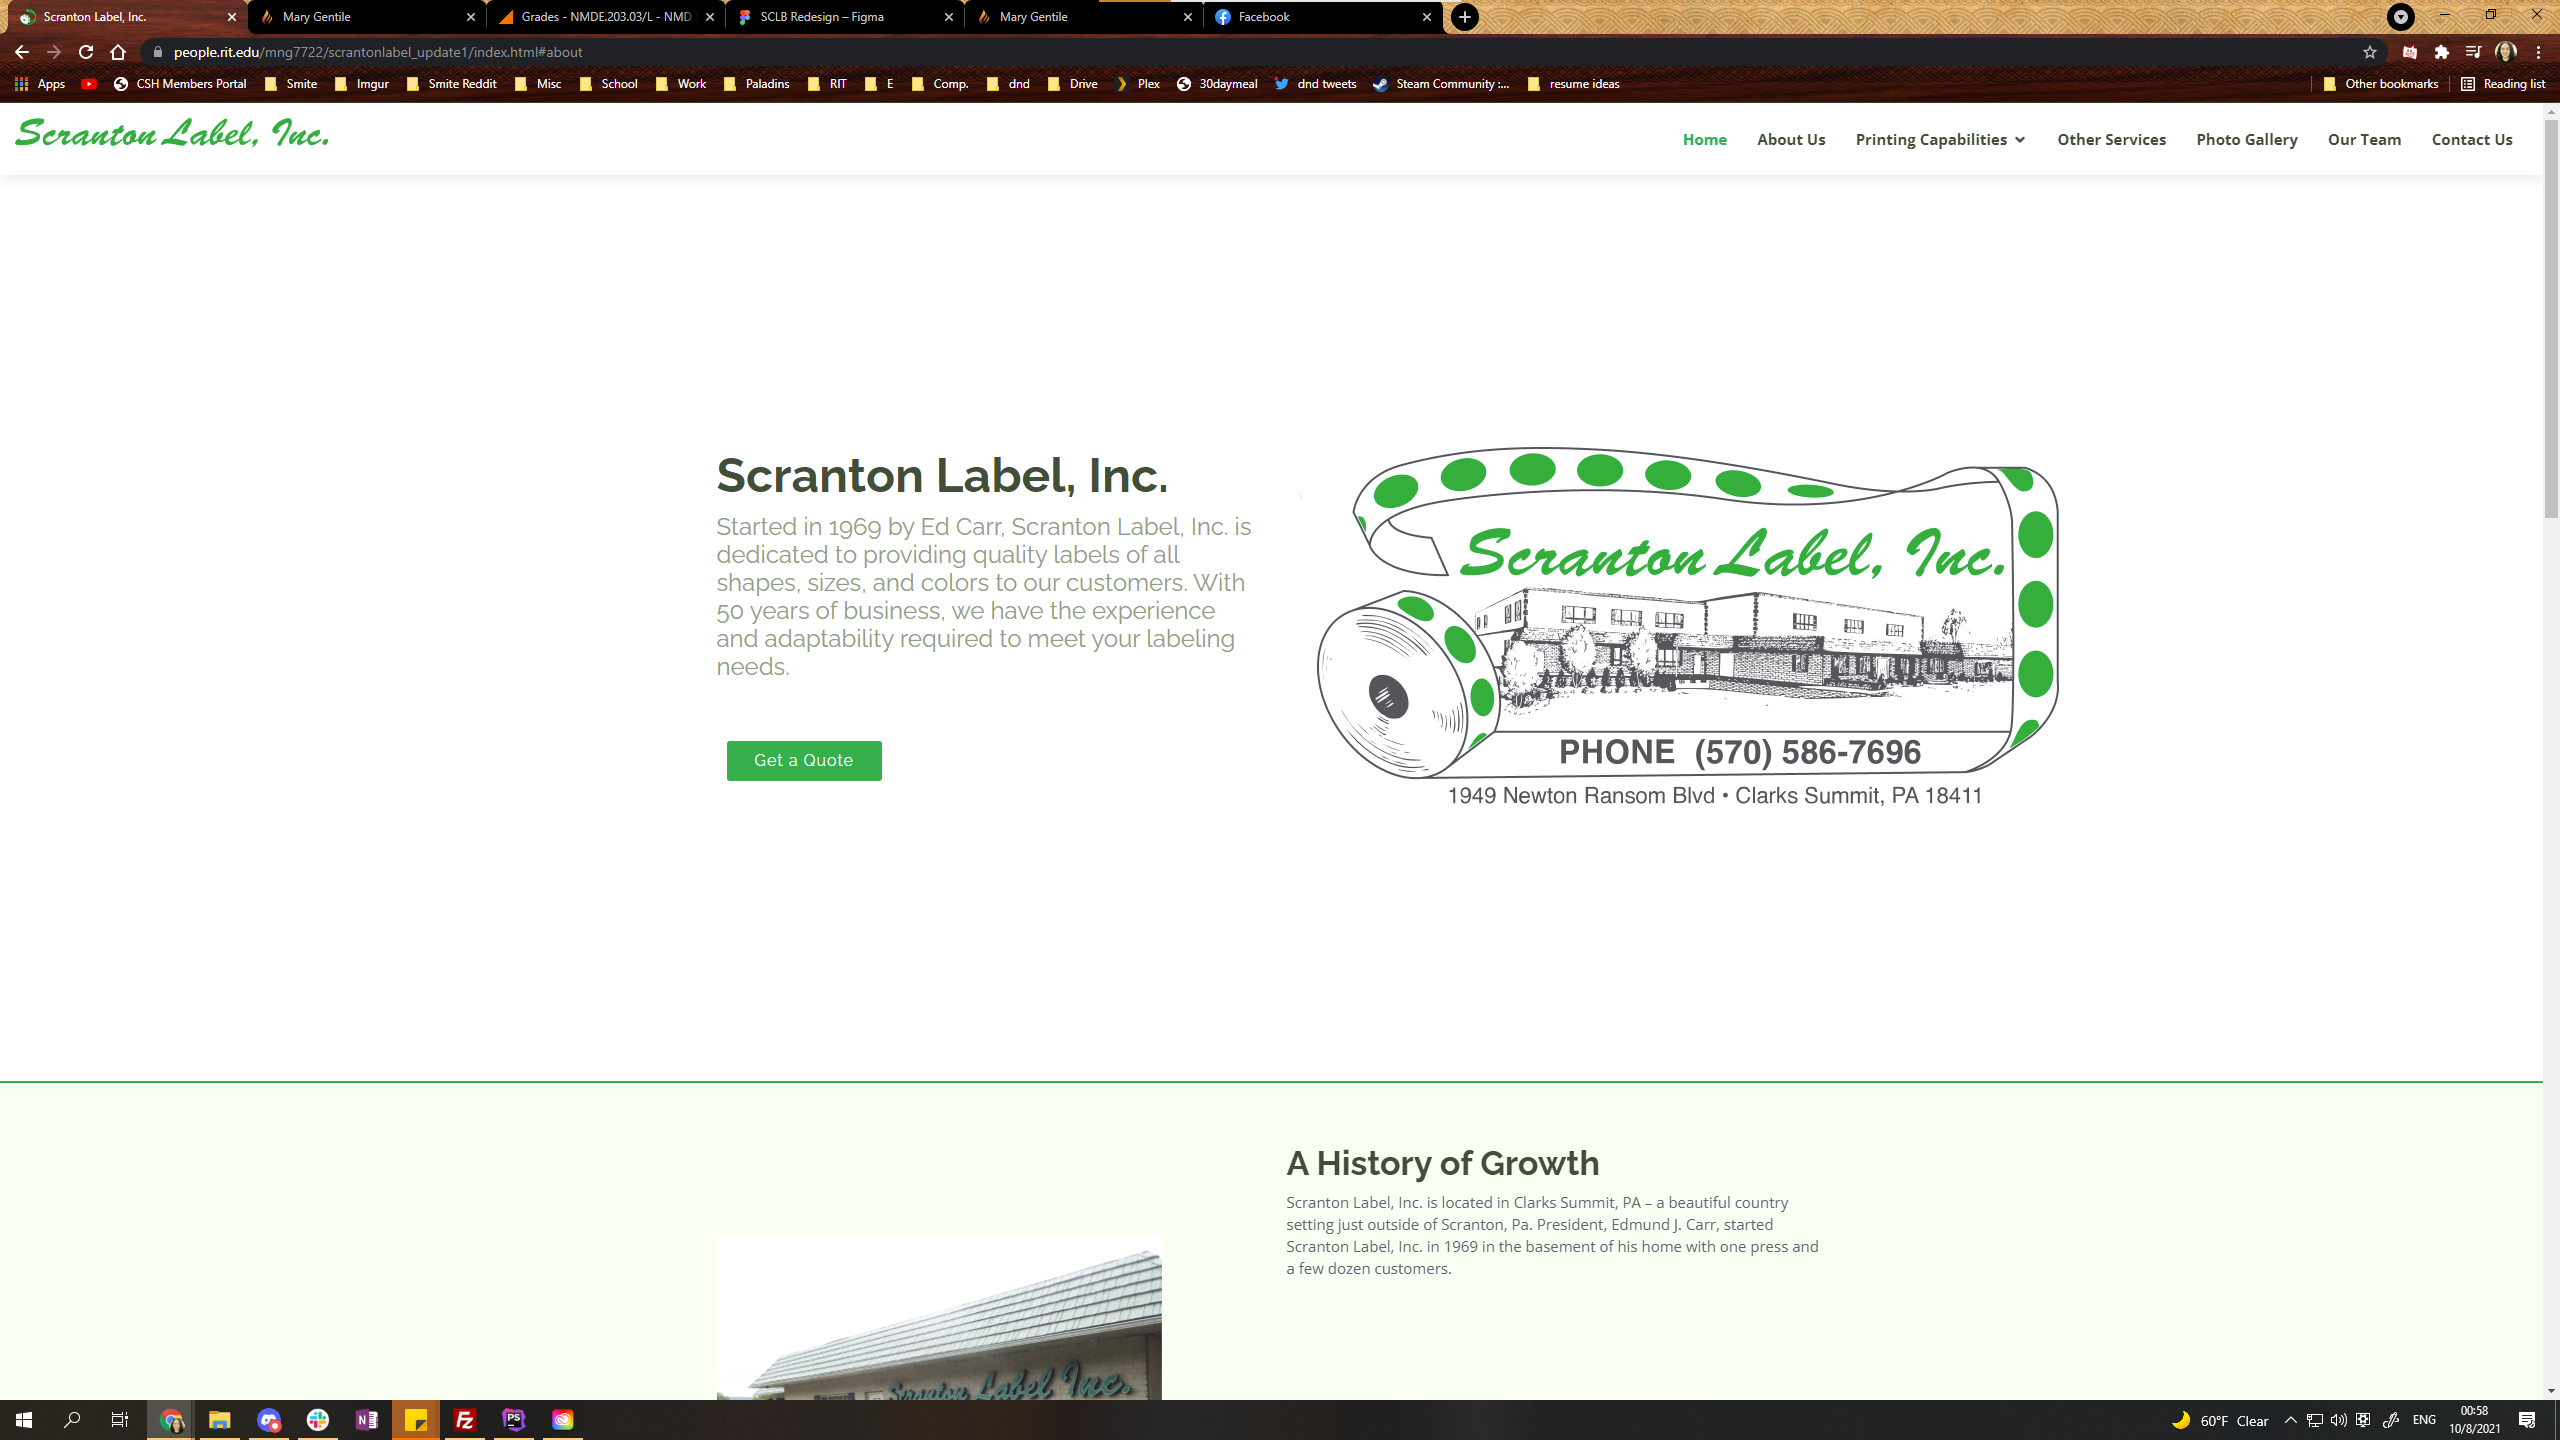 Scranton Label, Inc.
Mary Gentile
Grades - NMDE.203.03/L - NMD
SCLB Redesign – Figma
Mary Gentile
Facebook
people.rit.edu/mng7722/scrantonlabel_update1/index.html#about
Apps
CSH Members Portal
Smite
Imgur
Smite Reddit
Misc
School
Work
Paladins
RIT
E
Comp.
dnd
Drive
Plex
30daymeal
dnd tweets
Steam Community :...
resume ideas
Other bookmarks
Reading list
Scranton Label, Inc.
Home
About Us
Printing Capabilities
Other Services
Photo Gallery
Our Team
Contact Us
Scranton Label, Inc.
Started in 1969 by Ed Carr, Scranton Label, Inc. is
dedicated to providing quality labels of all
shapes, sizes, and colors to our customers. With
50 years of business, we have the experience
and adaptability required to meet your labeling
needs.
Get a Quote
Scranton Label, Inc.
PHONE (570) 586-7696
1949 Newton Ransom Blvd • Clarks Summit, PA 18411
A History of Growth
Scranton Label, Inc. is located in Clarks Summit, PA – a beautiful country
setting just outside of Scranton, Pa. President, Edmund J. Carr, started
Scranton Label, Inc. in 1969 in the basement of his home with one press and
a few dozen customers.
Scranton Label Inc.
N
Fz
PS
60°F Clear
ENG
00:58
10/8/2021